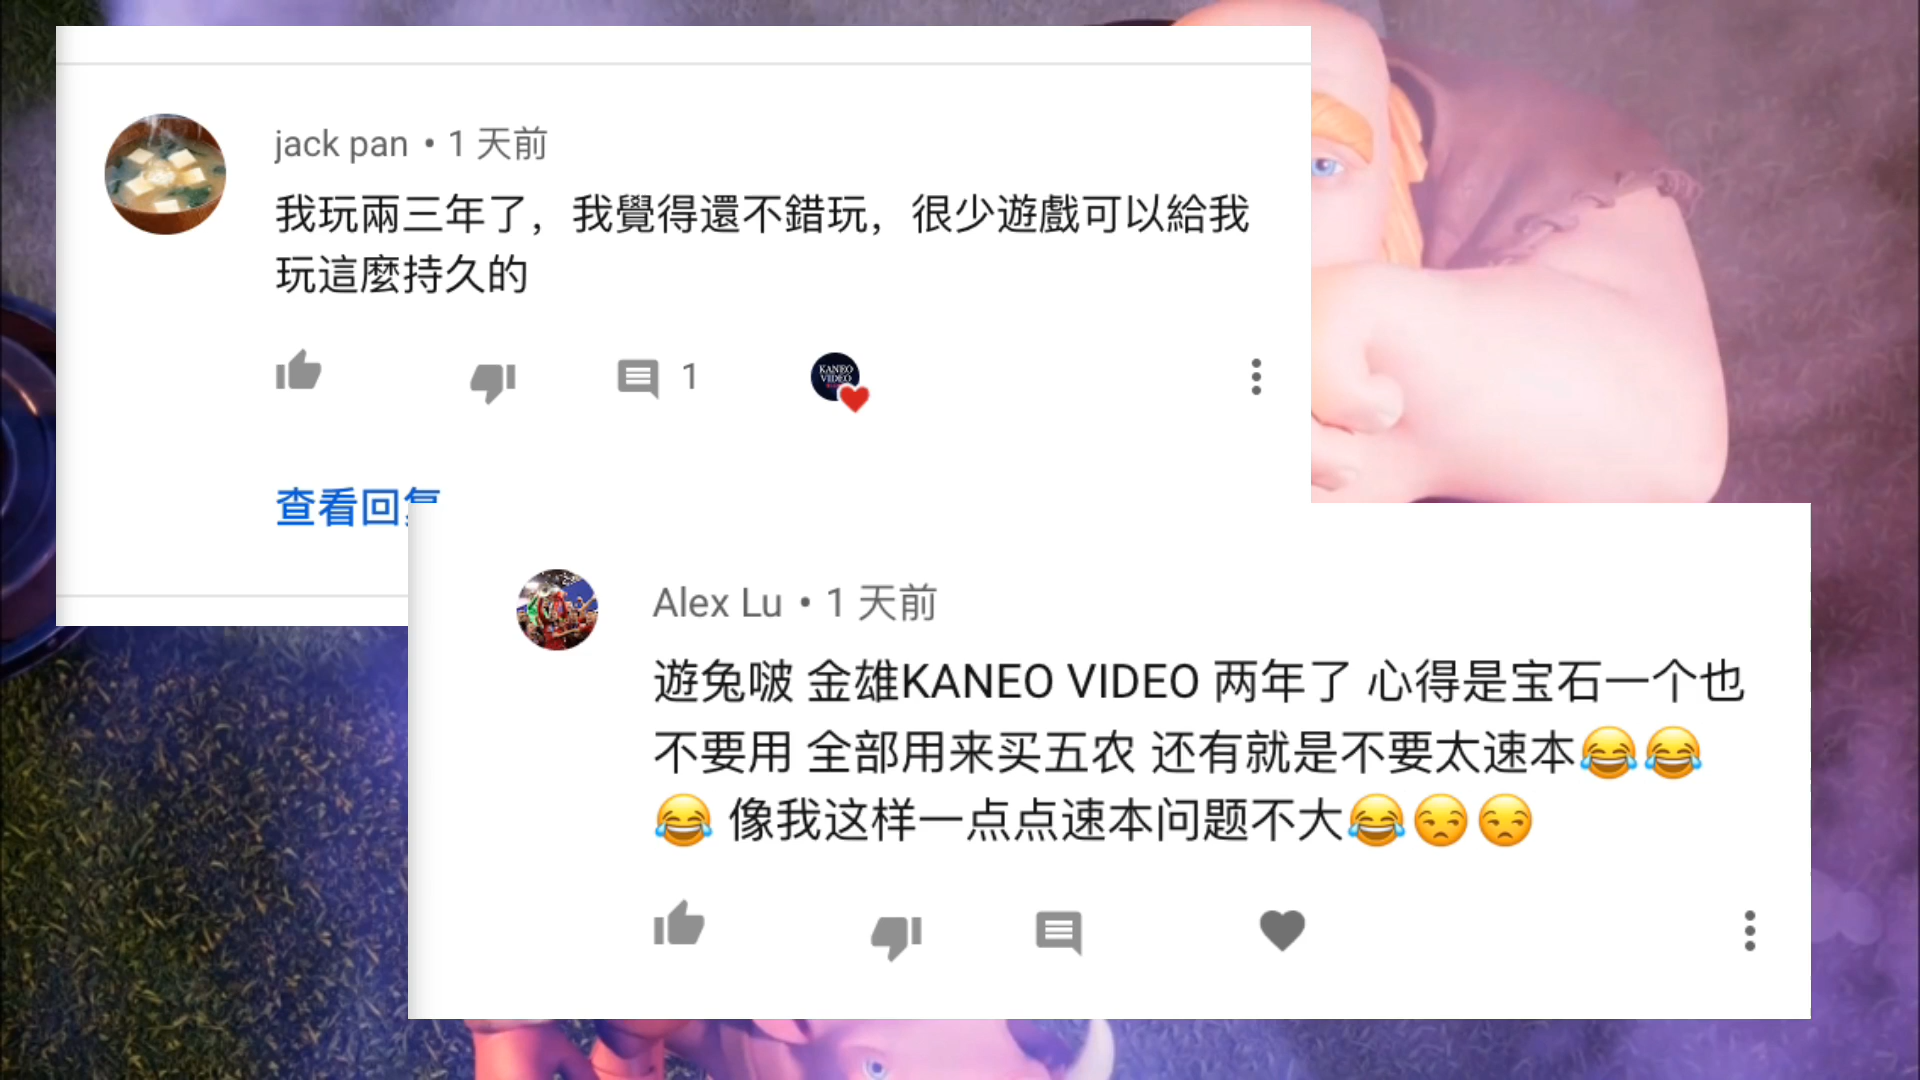 jack pan • 1 天前
我玩兩三年了，我覺得還不錯玩，很少遊戲可以給我
玩這麼持久的
1
KANEO
VIDEO
查看回复
Alex Lu • 1 天前
遊兔啵 金雄KANEO VIDEO 两年了 心得是宝石一个也
不要用 全部用来买五农 还有就是不要太速本😂😂
😂 像我这样一点点速本问题不大😂😒😒